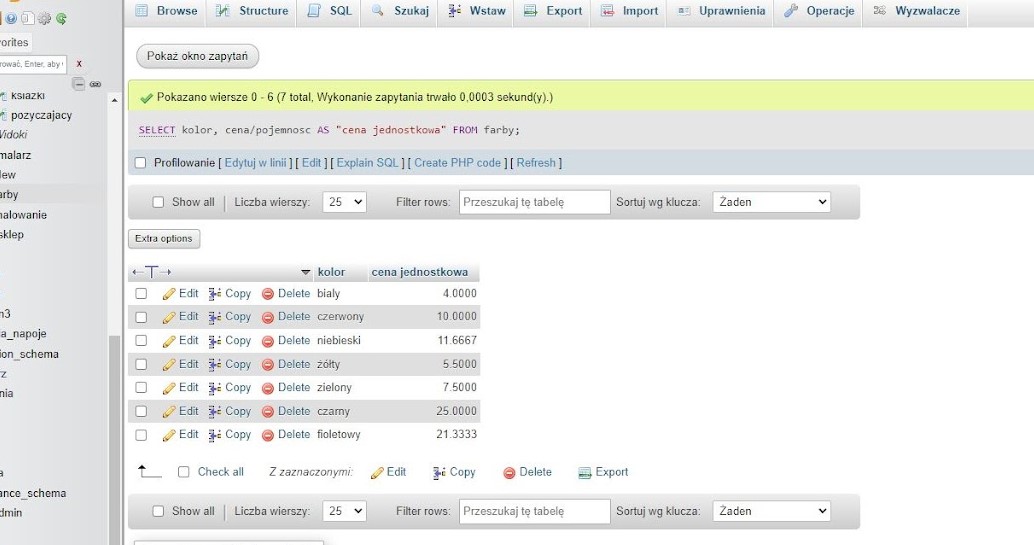 Browse Structure SQL Szukaj Wstaw Export Import Uprawnienia Operacje Wyzwalacze
orites
Pokaż okno zapytań
rować, Enter, aby X
książki
pozyczajacy
Widoki
malarz
New
arby
malowanie
sklep
n3
ja_napoje
ion_schema
rz
nia
a
ance_schema
dmin
Pokazano wiersze 0 - 6 (7 total, Wykonanie zapytania trwało 0,0003 sekund(y).)
SELECT kolor, cena/pojemnosc AS "cena jednostkowa" FROM farby;
Profilowanie [ Edytuj w linii ] [ Edit ] [ Explain SQL ] [ Create PHP code ] [ Refresh ]
Show all | Liczba wierszy: 25 Filter rows: Przeszukaj tę tabelę Sortuj wg klucza: Żaden
Extra options
←T→ kolor cena jednostkowa
Edit Copy Delete bialy 4.0000
Edit Copy Delete czerwony 10.0000
Edit Copy Delete niebieski 11.6667
Edit Copy Delete żółty 5.5000
Edit Copy Delete zielony 7.5000
Edit Copy Delete czarny 25.0000
Edit Copy Delete fioletowy 21.3333
Check all Z zaznaczonymi: Edit Copy Delete Export
Show all | Liczba wierszy: 25 Filter rows: Przeszukaj tę tabelę Sortuj wg klucza: Żaden